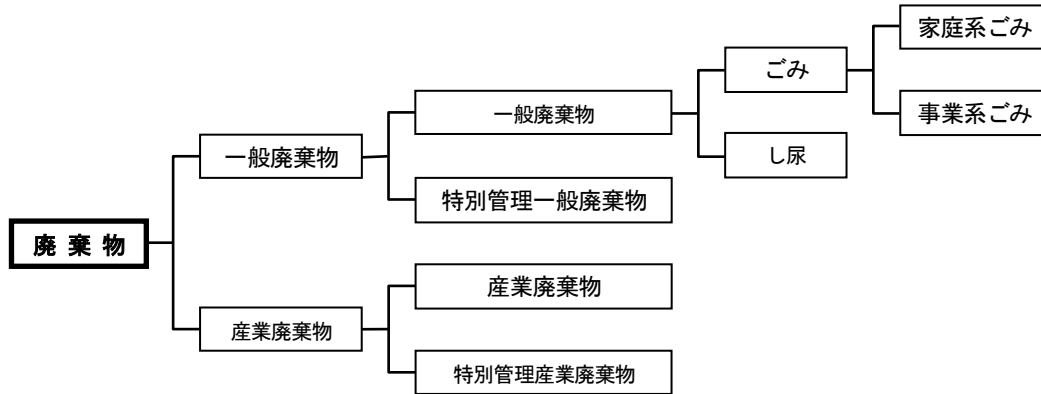 家庭系ごみ
ごみ
一般廃棄物
事業系ごみ
一般廃棄物
し尿
特別管理一般廃棄物
廃 棄 物
産業廃棄物
産業廃棄物
特別管理産業廃棄物